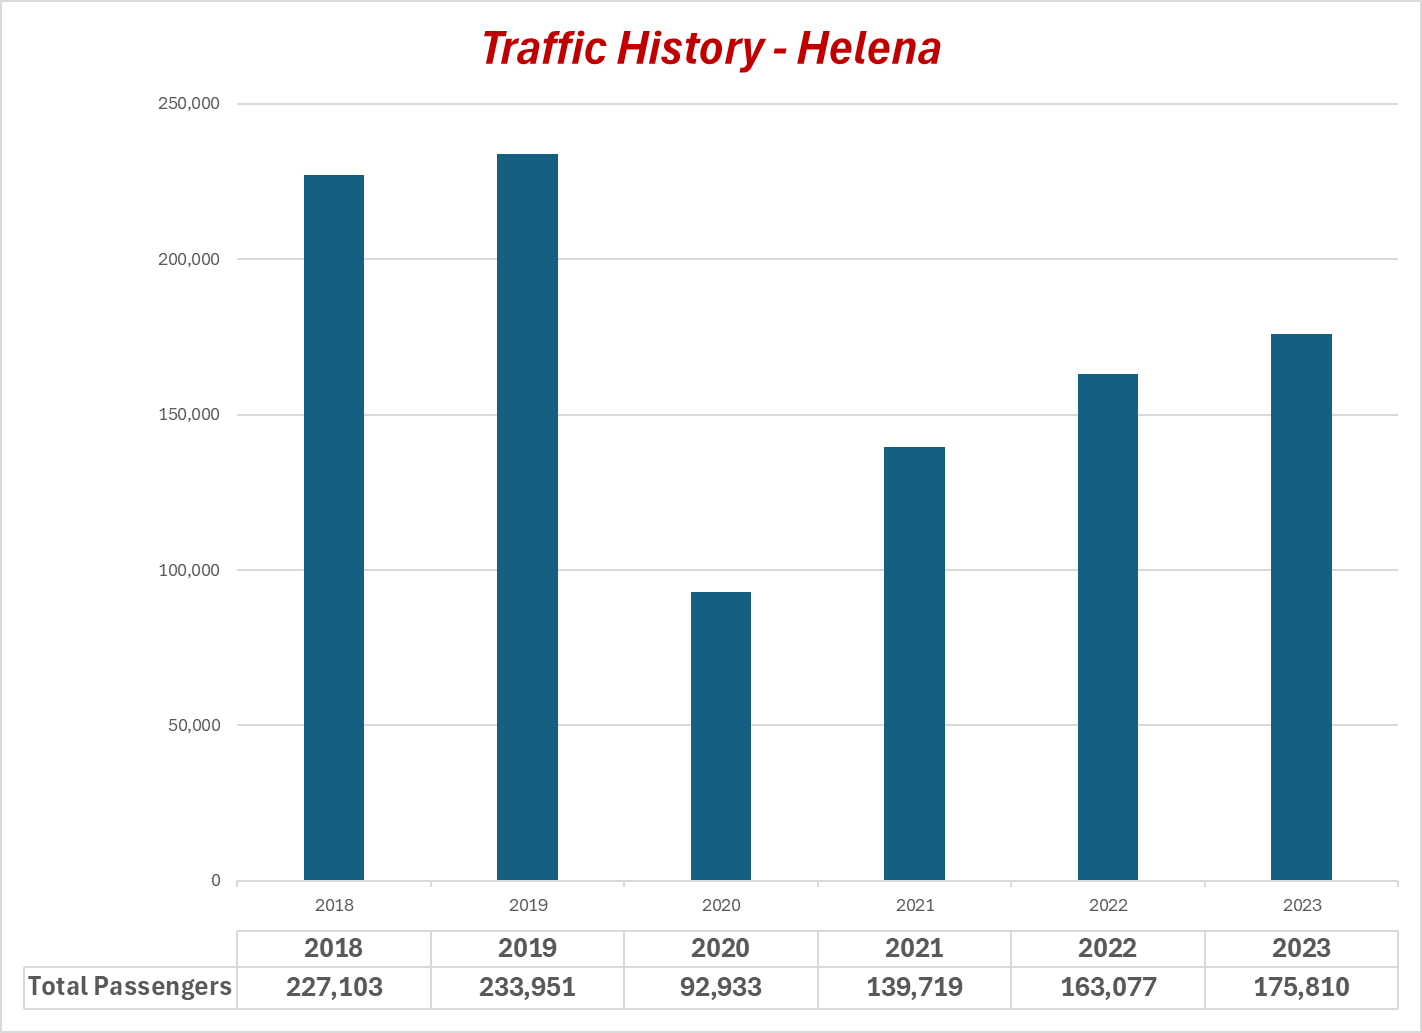 Traffic History - Helena
250,000
200,000
150,000
100,000
50,000
0
2018 2019 2020 2021 2022 2023
2018 2019 2020 2021 2022 2023
Total Passengers 227,103 233,951 92,933 139,719 163,077 175,810